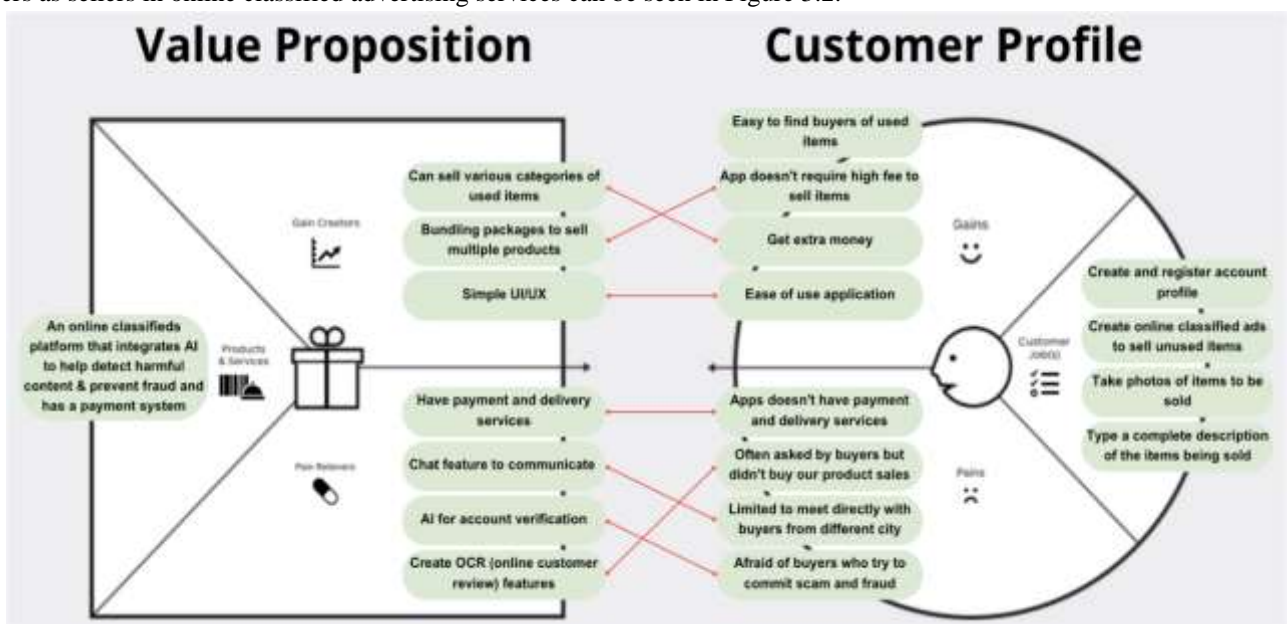 ers as sellers in online classified advertising services can be seen in Figure 3.2.
Value Proposition
Customer Profile
Gain Creators
Can sell various categories of
used items
Bundling packages to sell
multiple products
Simple UI/UX
Products
& Services
An online classifieds
platform that integrates AI
to help detect harmful
content & prevent fraud and
has a payment system
Pain Relievers
Have payment and delivery
services
Chat feature to communicate
AI for account verification
Create OCR (online customer
review) features
Easy to find buyers of used
items
App doesn't require high fee to
sell items
Get extra money
Ease of use application
Gains
Customer
Job(s)
Create and register account
profile
Create online classified ads
to sell unused items
Take photos of items to be
sold
Type a complete description
of the items being sold
Pains
Apps doesn't have payment
and delivery services
Often asked by buyers but
didn't buy our product sales
Limited to meet directly with
buyers from different city
Afraid of buyers who try to
commit scam and fraud